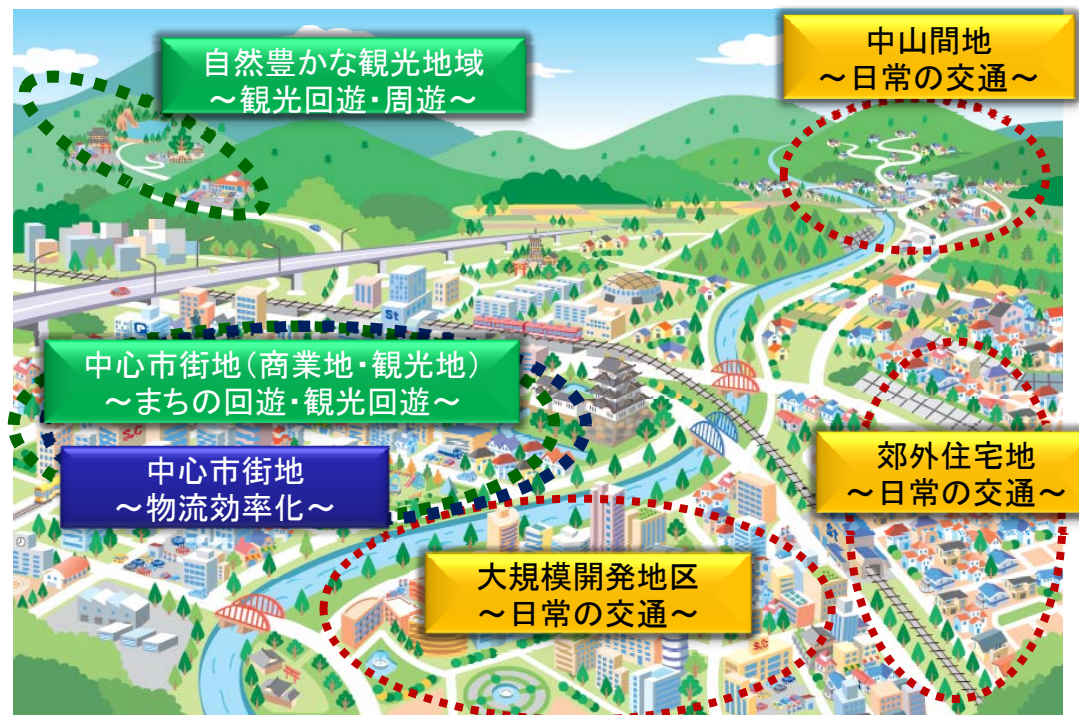 自然豊かな観光地域
～観光回遊・周遊～
中山間地
～日常の交通～
St
中心市街地（商業地・観光地）
～まちの回遊・観光回遊～
中心市街地
～物流効率化～
郊外住宅地
～日常の交通～
大規模開発地区
～日常の交通～